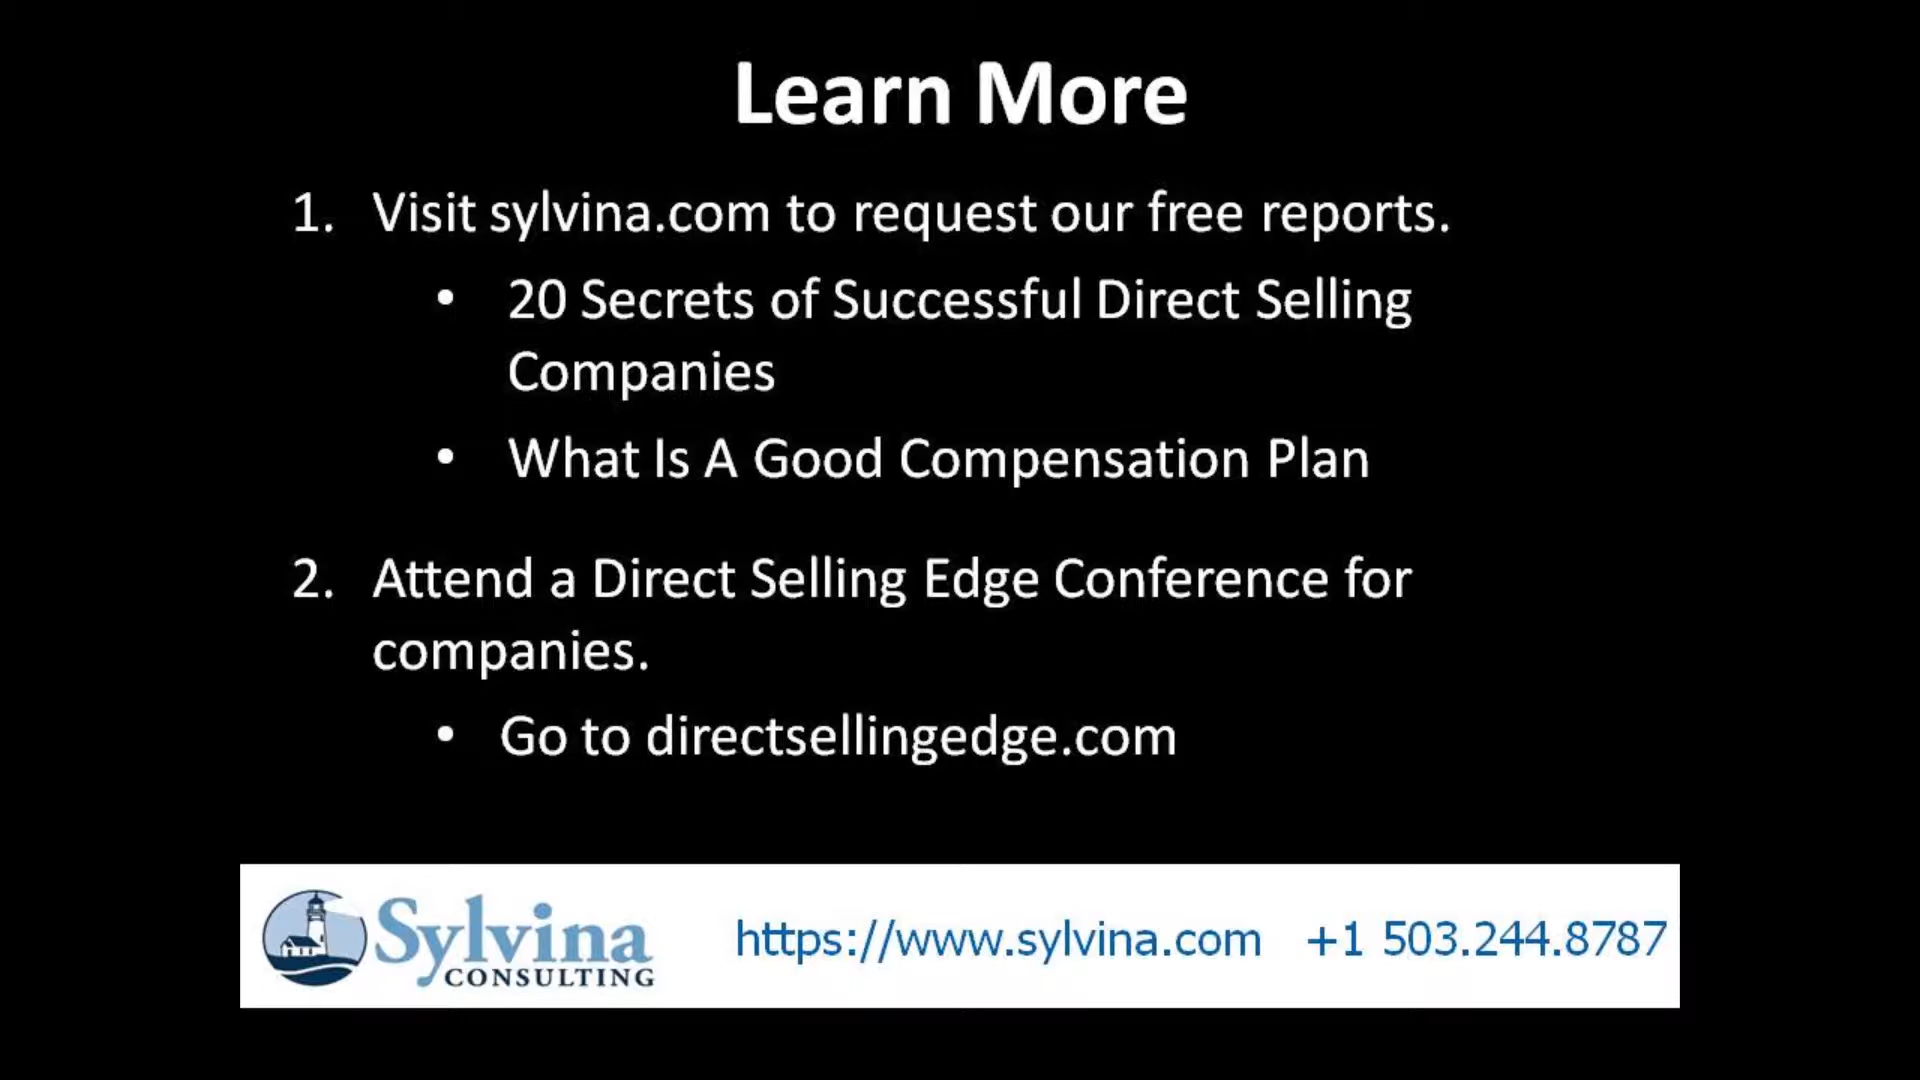 Learn More
1. Visit sylvina.com to request our free reports.
• 20 Secrets of Successful Direct Selling
Companies
• What Is A Good Compensation Plan
2. Attend a Direct Selling Edge Conference for
companies.
• Go to directsellingedge.com
Sylvina
CONSULTING
https://www.sylvina.com +1 503.244.8787